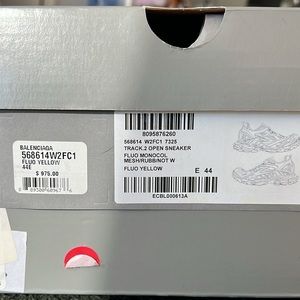 BALENCIAGA
568614W2FC1
FLUO YELLOW
44E
$ 975.00
8095876260
568614 W2FC1 7325
TRACK.2 OPEN SNEAKER
FLUO MONOCOL
MESH/RUBB/NOT W
FLUO YELLOW E 44
ECBL000613A